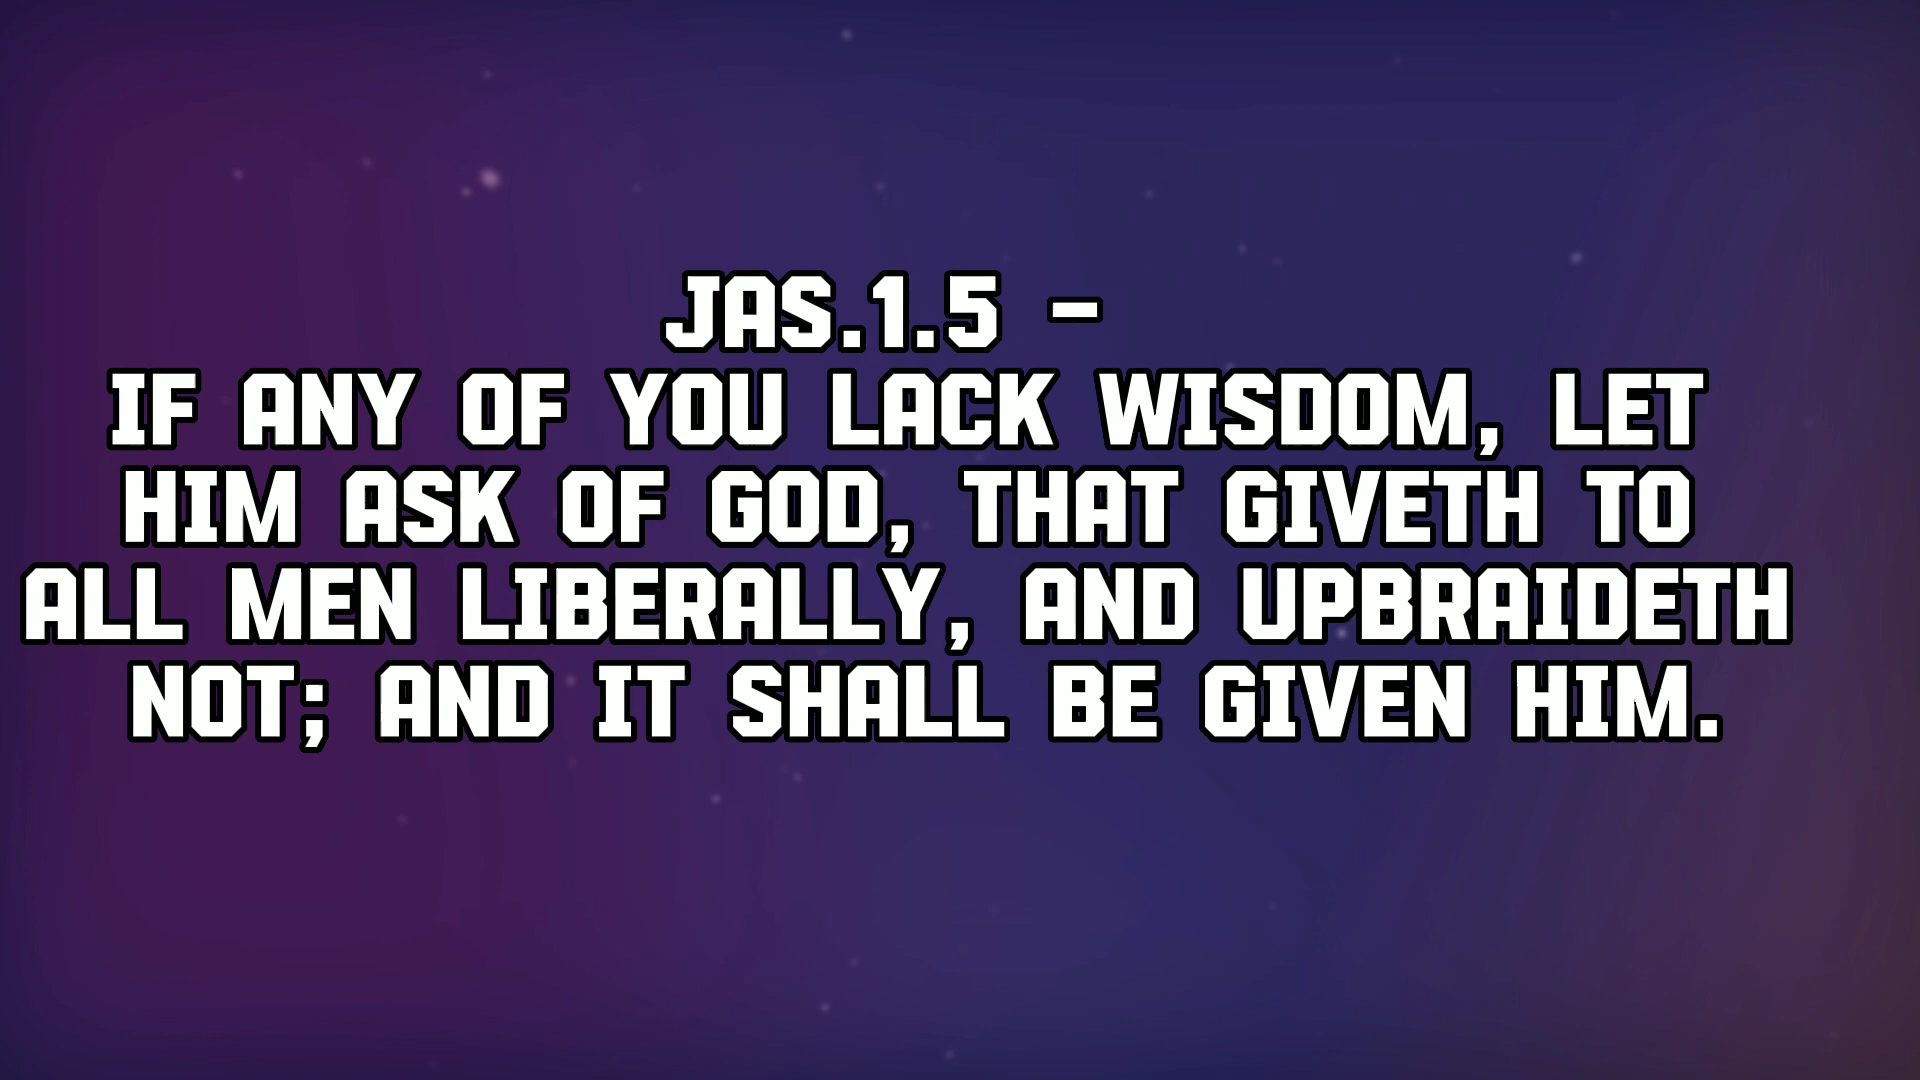 JAS.1.5 -
IF ANY OF YOU LACK WISDOM, LET
HIM ASK OF GOD, THAT GIVETH TO
ALL MEN LIBERALLY, AND UPBRAIDETH
NOT; AND IT SHALL BE GIVEN HIM.